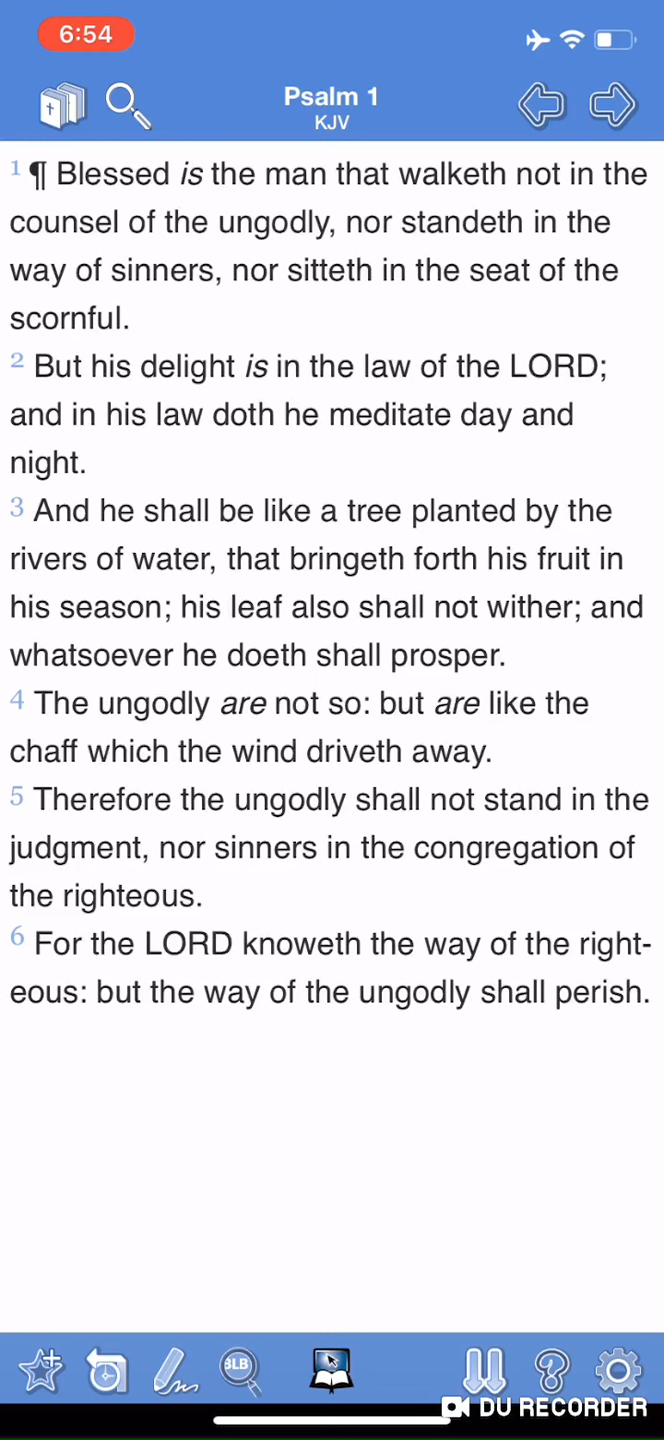 6:54
Psalm 1
KJV
1 ¶ Blessed is the man that walketh not in the
counsel of the ungodly, nor standeth in the
way of sinners, nor sitteth in the seat of the
scornful.
2 But his delight is in the law of the LORD;
and in his law doth he meditate day and
night.
3 And he shall be like a tree planted by the
rivers of water, that bringeth forth his fruit in
his season; his leaf also shall not wither; and
whatsoever he doeth shall prosper.
4 The ungodly are not so: but are like the
chaff which the wind driveth away.
5 Therefore the ungodly shall not stand in the
judgment, nor sinners in the congregation of
the righteous.
6 For the LORD knoweth the way of the right-
eous: but the way of the ungodly shall perish.
BLB
DU RECORDER